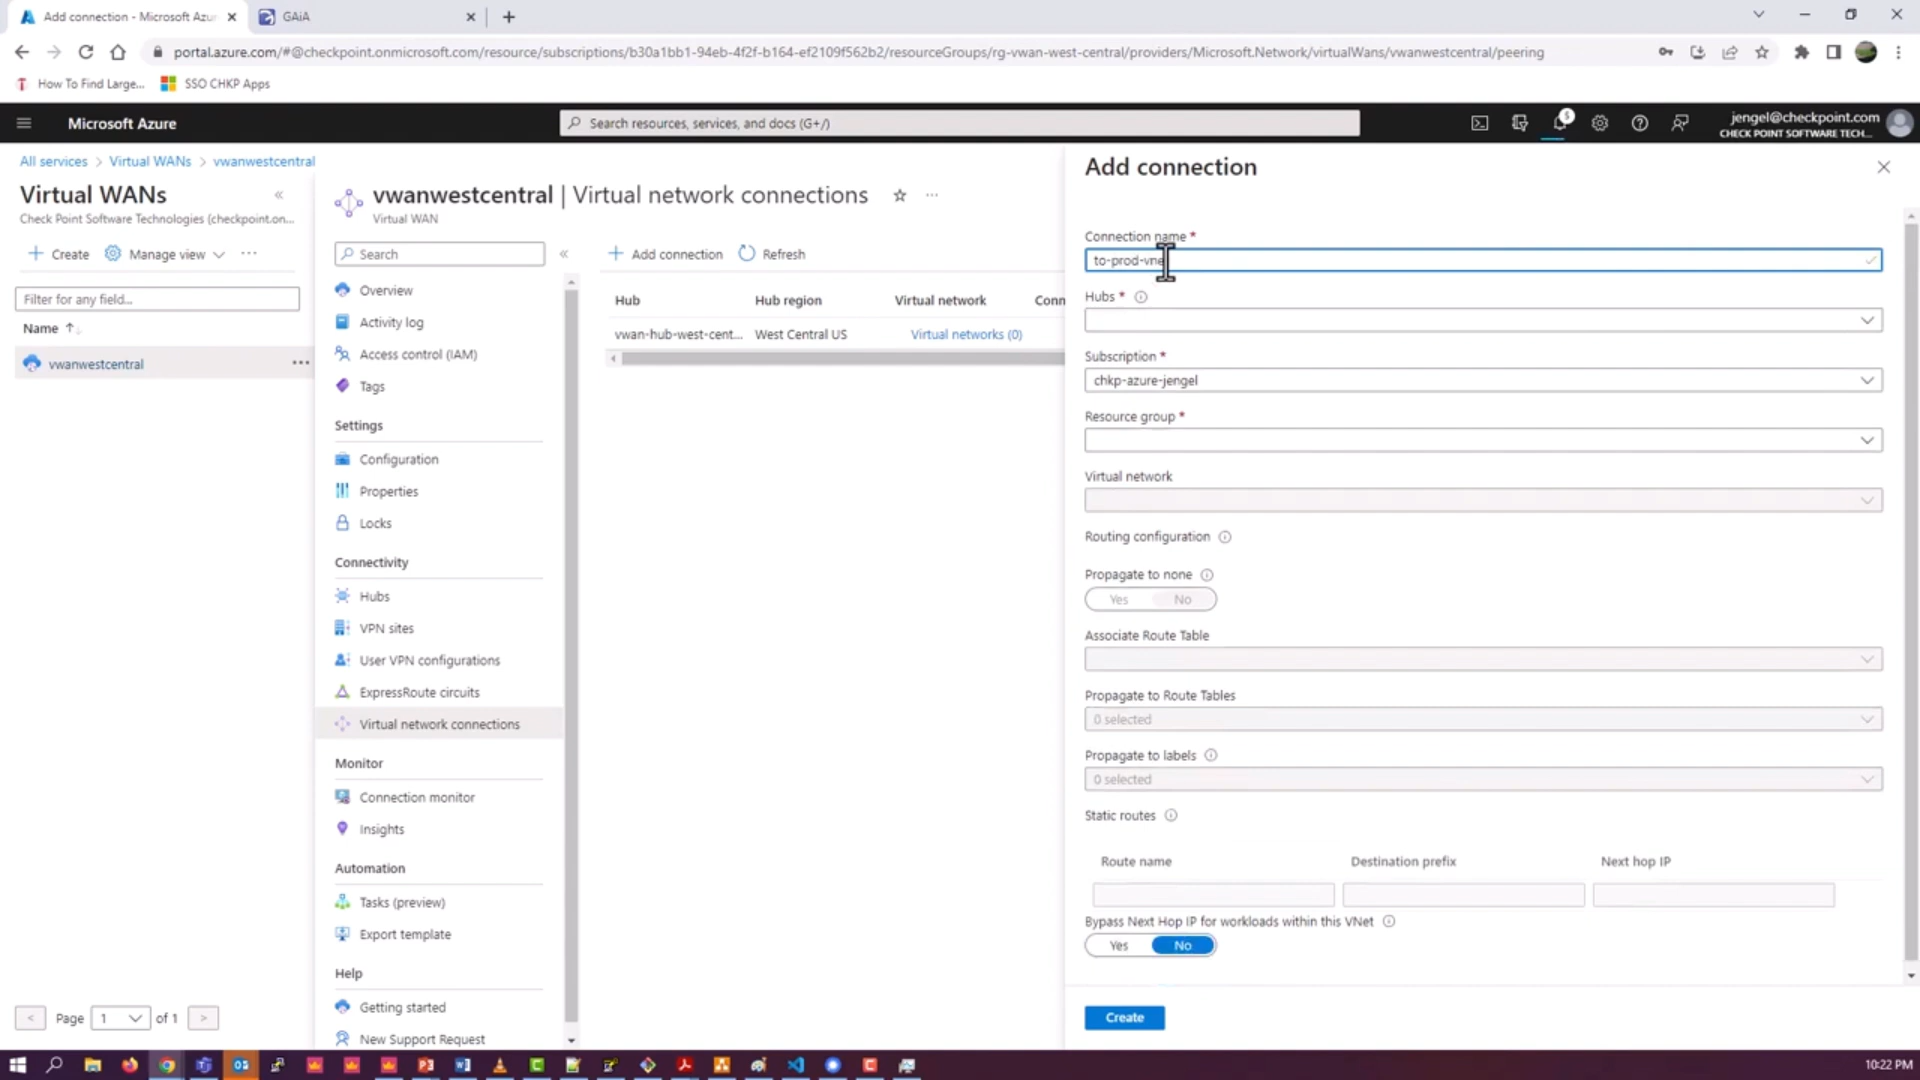 Add connection - Microsoft Azur
GAiA
portal.azure.com/#@checkpoint.onmicrosoft.com/resource/subscriptions/b30a1bb1-94eb-4f2f-b164-ef2109f562b2/resourceGroups/rg-vwan-west-central/providers/Microsoft.Network/virtualWans/vwanwestcentral/peering
How To Find Large...
SSO CHKP Apps
Microsoft Azure
Search resources, services, and docs (G+/)
jengel@checkpoint.com
CHECK POINT SOFTWARE TECH...
All services > Virtual WANs > vwanwestcentral
Virtual WANs
Check Point Software Technologies (checkpoint.on...
Create
Manage view
Filter for any field...
Name ↑
vwanwestcentral
Page 1 of 1
vwanwestcentral | Virtual network connections
Virtual WAN
Search
Overview
Activity log
Access control (IAM)
Tags
Settings
Configuration
Properties
Locks
Connectivity
Hubs
VPN sites
User VPN configurations
ExpressRoute circuits
Virtual network connections
Monitor
Connection monitor
Insights
Automation
Tasks (preview)
Export template
Help
Getting started
New Support Request
Add connection
Refresh
Hub
Hub region
Virtual network
Conn
vwan-hub-west-cent...
West Central US
Virtual networks (0)
Add connection
Connection name *
to-prod-vne
Hubs *
Subscription *
chkp-azure-jengel
Resource group *
Virtual network
Routing configuration
Propagate to none
Yes No
Associate Route Table
Propagate to Route Tables
0 selected
Propagate to labels
0 selected
Static routes
Route name
Destination prefix
Next hop IP
Bypass Next Hop IP for workloads within this VNet
Yes No
Create
10:22 PM